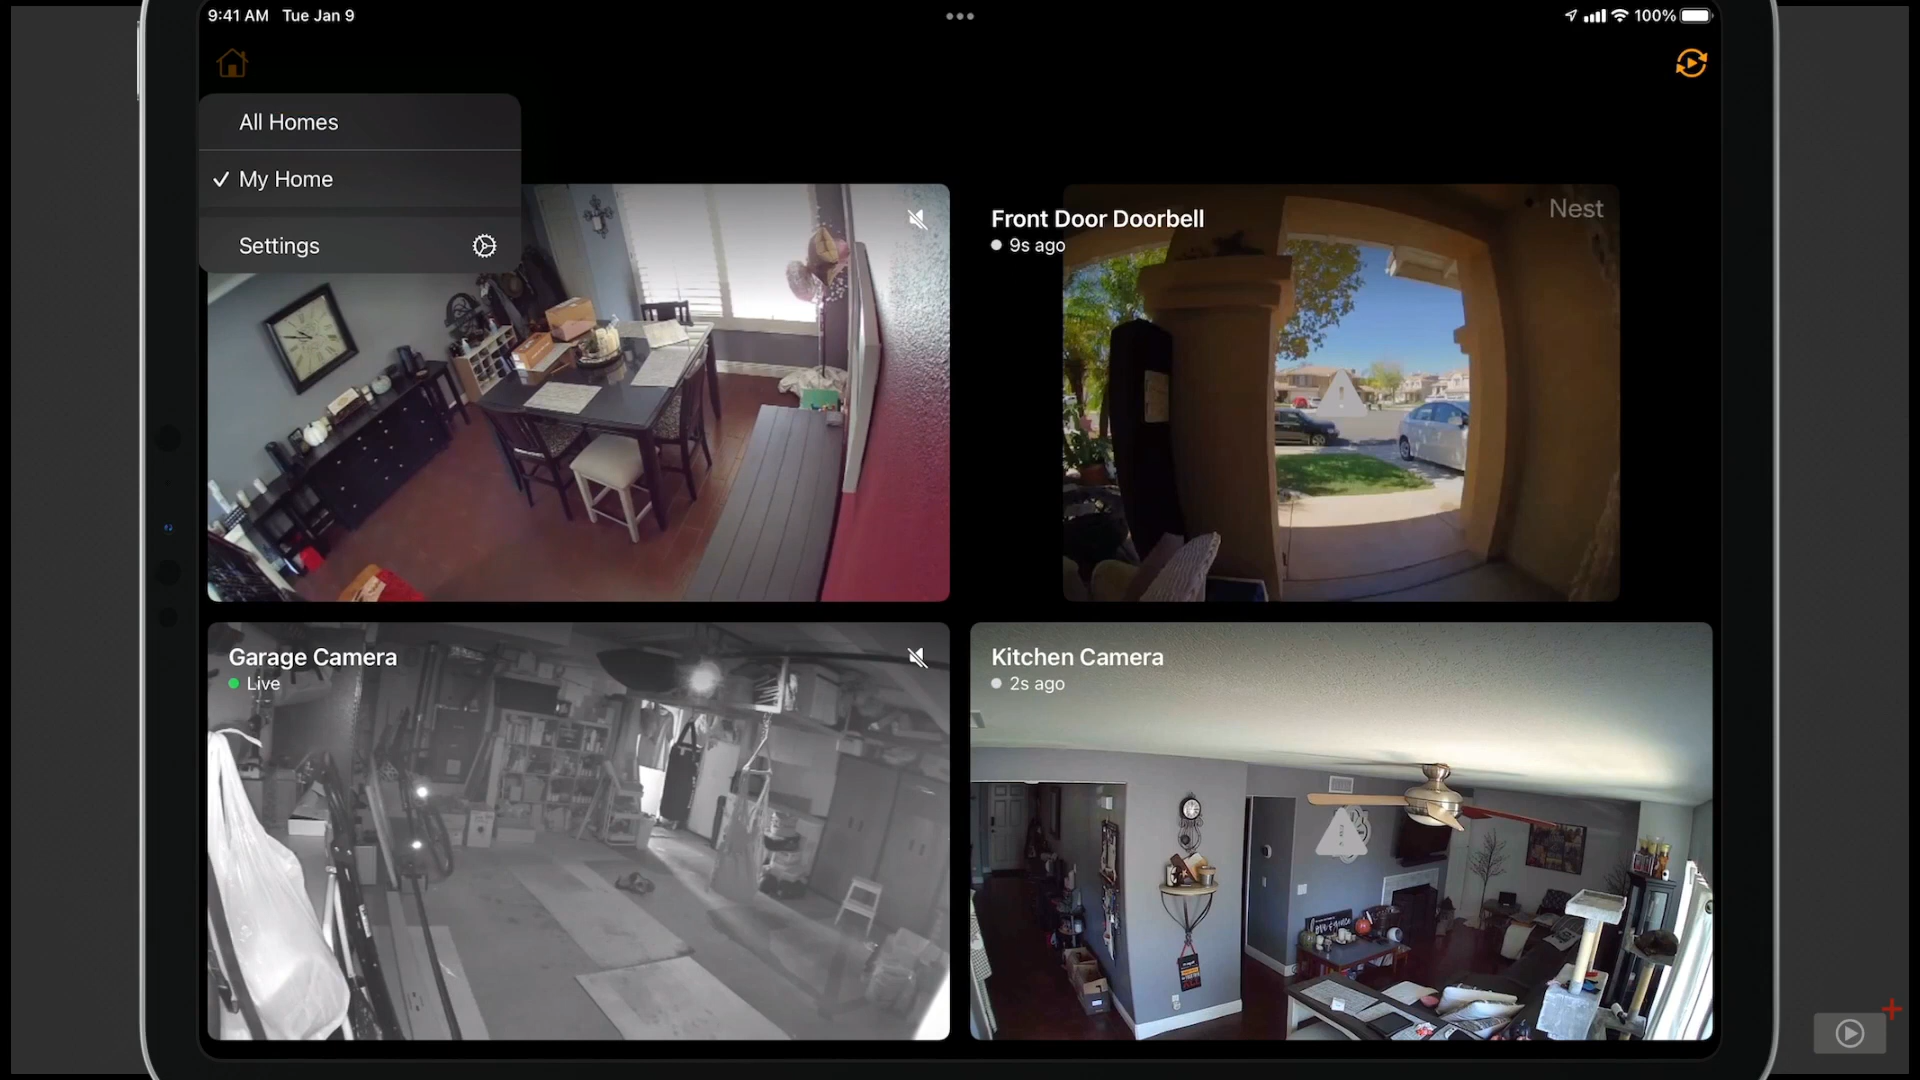 9:41 AM Tue Jan 9
100%
All Homes
My Home
Settings
Front Door Doorbell
9s ago
Nest
Garage Camera
Live
Kitchen Camera
2s ago